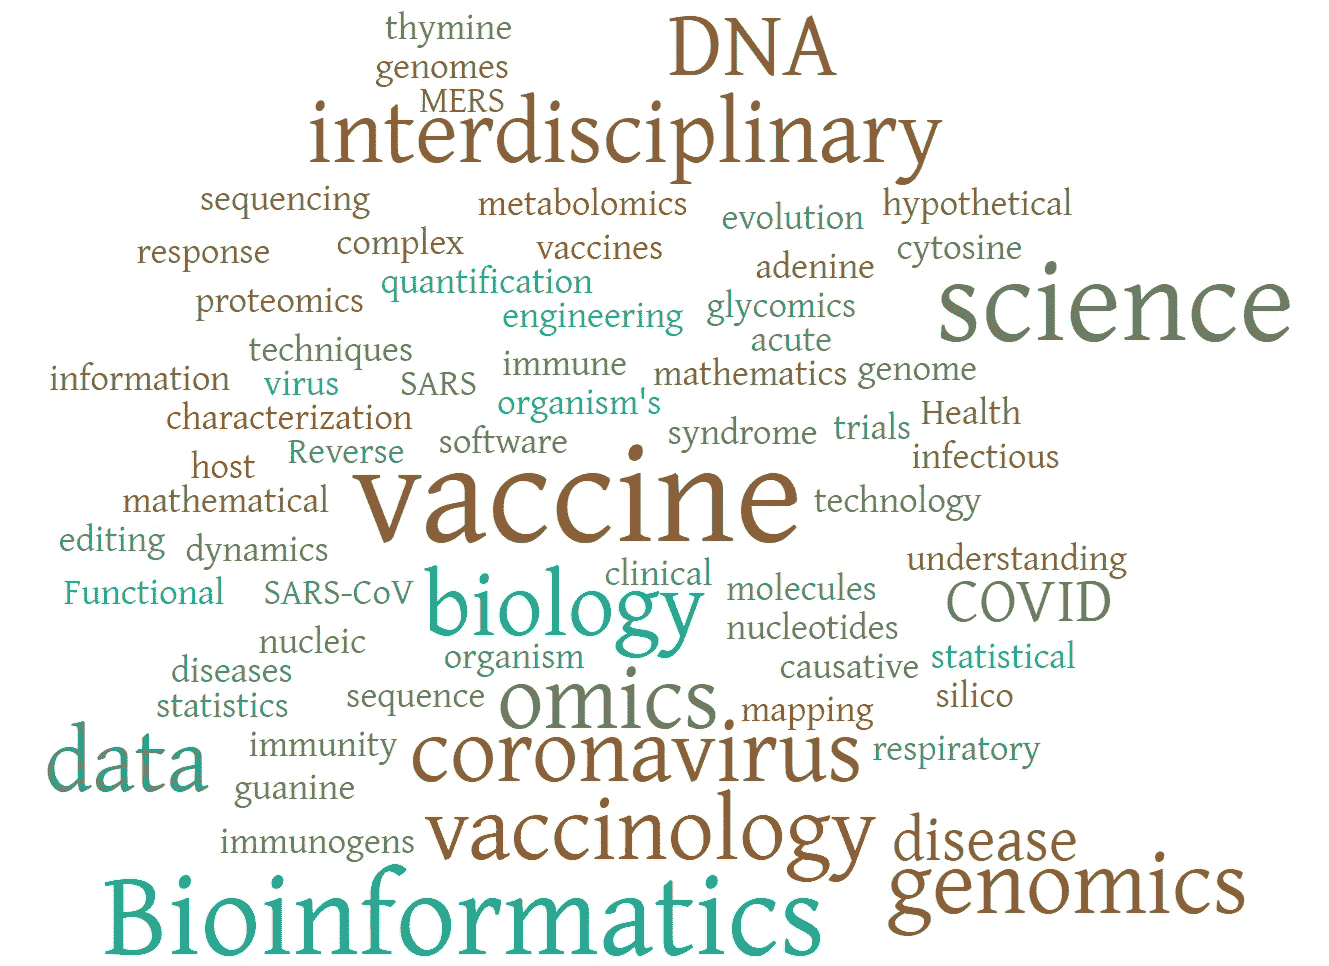 thymine
DNA
genomes
MERS
interdisciplinary
sequencing
metabolomics
evolution
hypothetical
response
complex
vaccines
adenine
cytosine
quantification
proteomics
engineering
glycomics
science
techniques
acute
information
virus
SARS
immune
mathematics
genome
organism's
characterization
software
syndrome
trials
Health
host
Reverse
infectious
vaccine
mathematical
technology
editing
dynamics
understanding
Functional
SARS-CoV
biology
clinical
molecules
COVID
nucleic
nucleotides
organism
causative
statistical
diseases
statistics
sequence
omics
mapping
silico
data
immunity
coronavirus
respiratory
guanine
immunogens
vaccinology
disease
genomics
Bioinformatics